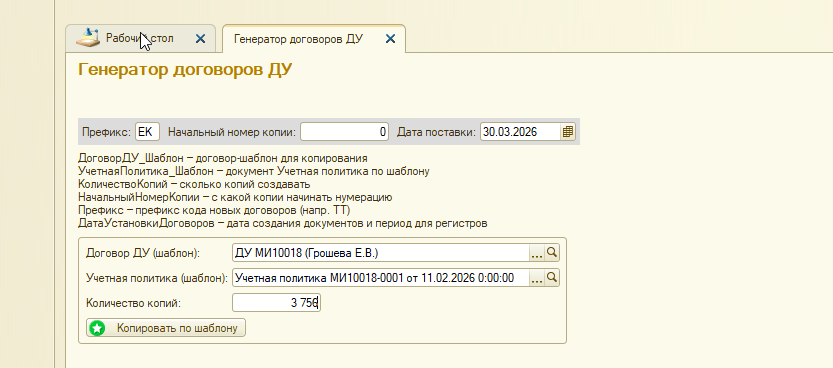 Рабочий стол
Генератор договоров ДУ
Генератор договоров ДУ
Префикс: EK Начальный номер копии: 0 Дата поставки: 30.03.2026
ДоговорДУ_Шаблон – договор-шаблон для копирования
УчетнаяПолитика_Шаблон – документ Учетная политика по шаблону
КоличествоКопий – сколько копий создавать
НачальныйНомерКопии – с какой копии начинать нумерацию
Префикс – префикс кода новых договоров (напр. ТТ)
ДатаУстановкиДоговоров – дата создания документов и период для регистров
Договор ДУ (шаблон): ДУ МИ10018 (Грошева Е.В.) ...
Учетная политика (шаблон): Учетная политика МИ10018-0001 от 11.02.2026 0:00:00 ...
Количество копий: 3 756
Копировать по шаблону